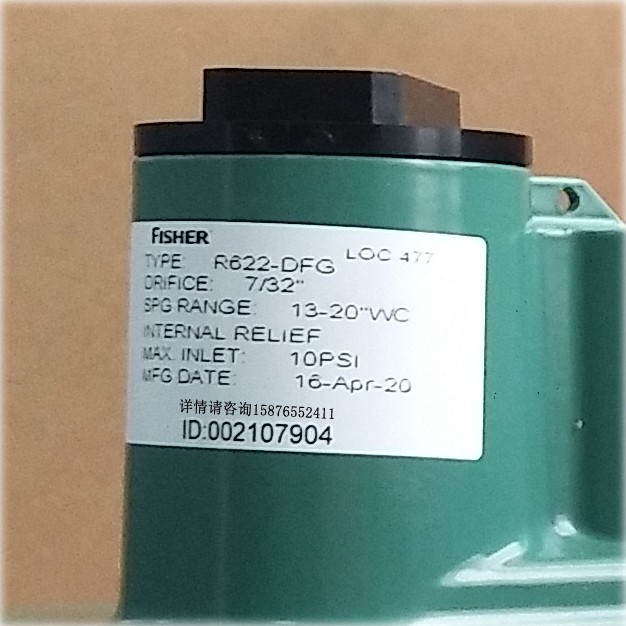 FISHER
LOC 477
TYPE: R622-DFG
ORIFICE: 7/32"
SPG RANGE: 13-20"WC
INTERNAL RELIEF
MAX. INLET: 10PSI
MFG DATE: 16-Apr-20
详情请咨询15876552411
ID:002107904